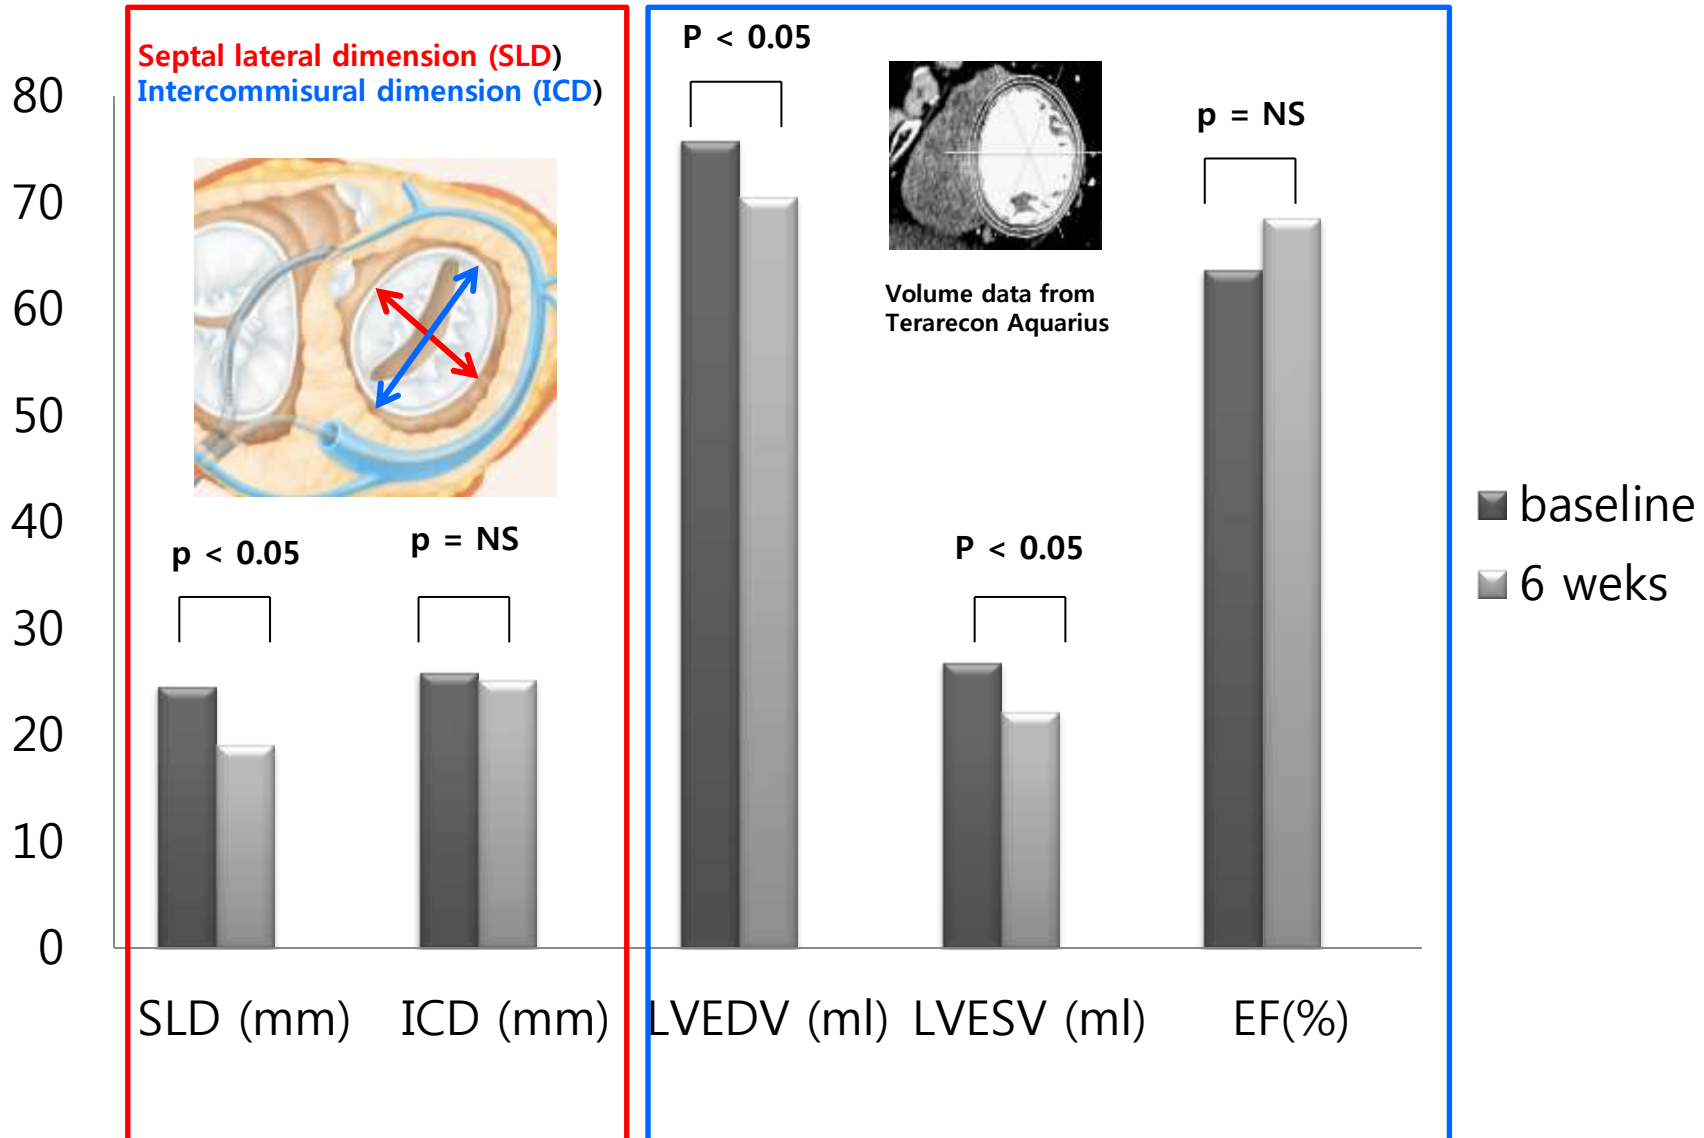 Septal lateral dimension (SLD)
Intercommisural dimension (ICD)
P < 0.05
p = NS
Volume data from
Terarecon Aquarius
p < 0.05
p = NS
P < 0.05
80
70
60
50
40
30
20
10
0
SLD (mm)
ICD (mm)
LVEDV (ml)
LVESV (ml)
EF(%)
baseline
6 weks